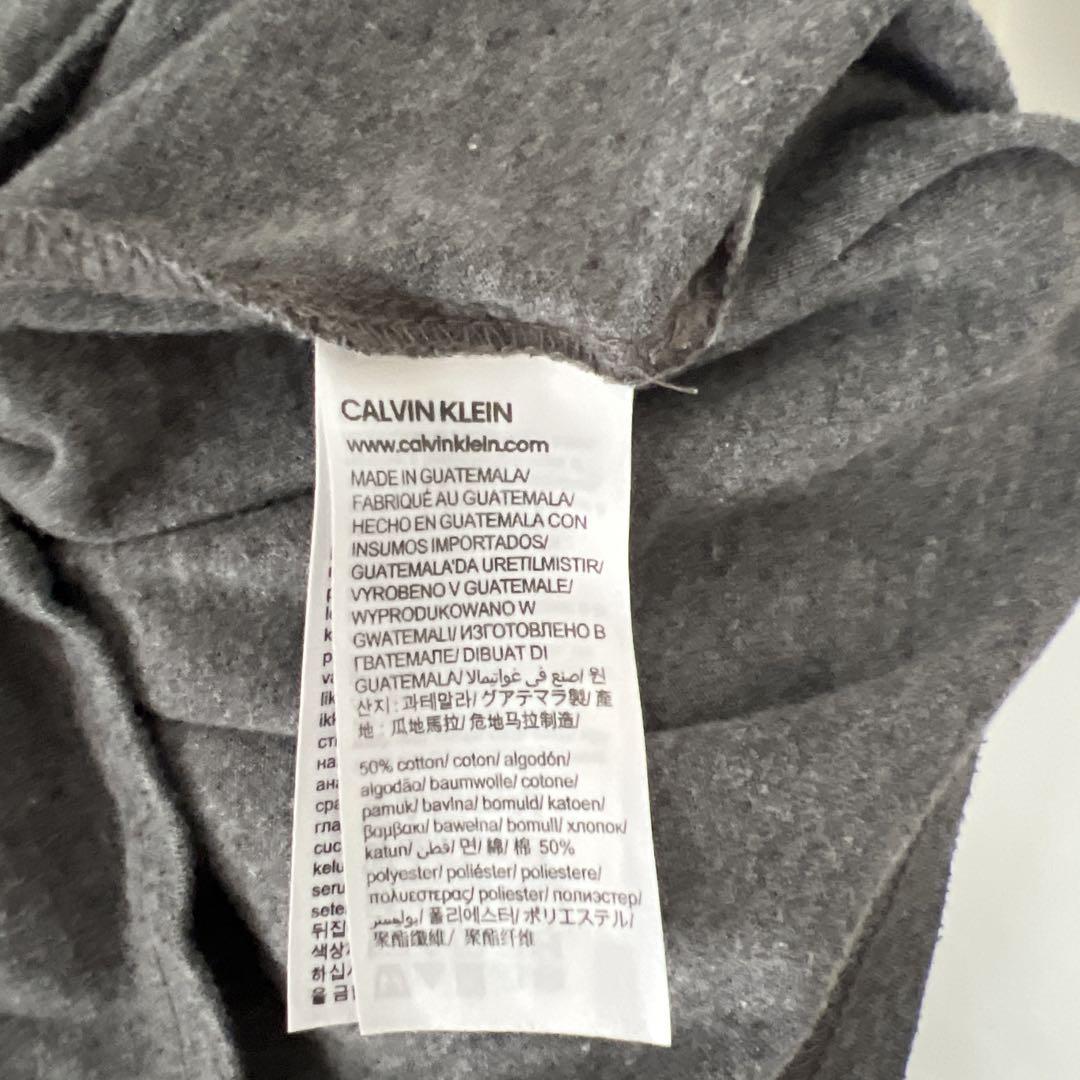 CALVIN KLEIN
www.calvinklein.com
MADE IN GUATEMALA/
FABRIQUÉ AU GUATEMALA/
HECHO EN GUATEMALA CON
INSUMOS IMPORTADOS/
GUATEMALA'DA URETILMISTIR/
VYROBENO V GUATEMALE/
WYPRODUKOWANO W
GWATEMALI/ ИЗГОТОВЛЕНО В
ГВАТЕМАЛЕ/ DIBUAT DI
GUATEMALA/ صنع في غواتيمالا/ 원
산지 : 과테말라/ グアテマラ製/ 產
地 : 瓜地馬拉/ 危地马拉制造/
50% cotton/ coton/ algodón/
algodão/ baumwolle/ cotone/
pamuk/ bavlna/ bomuld/ katoen/
βαμβακι/ bawełna/ bomull/ хлопок/
katun/ قطن/ 면/ 綿/ 棉 50%
polyester/ poliéster/ poliestere/
πολυεστερας/ poliester/ полиэстер/
بوليستر/ 폴리에스터/ ポリエステル/
聚酯纖維/ 聚酯纤维